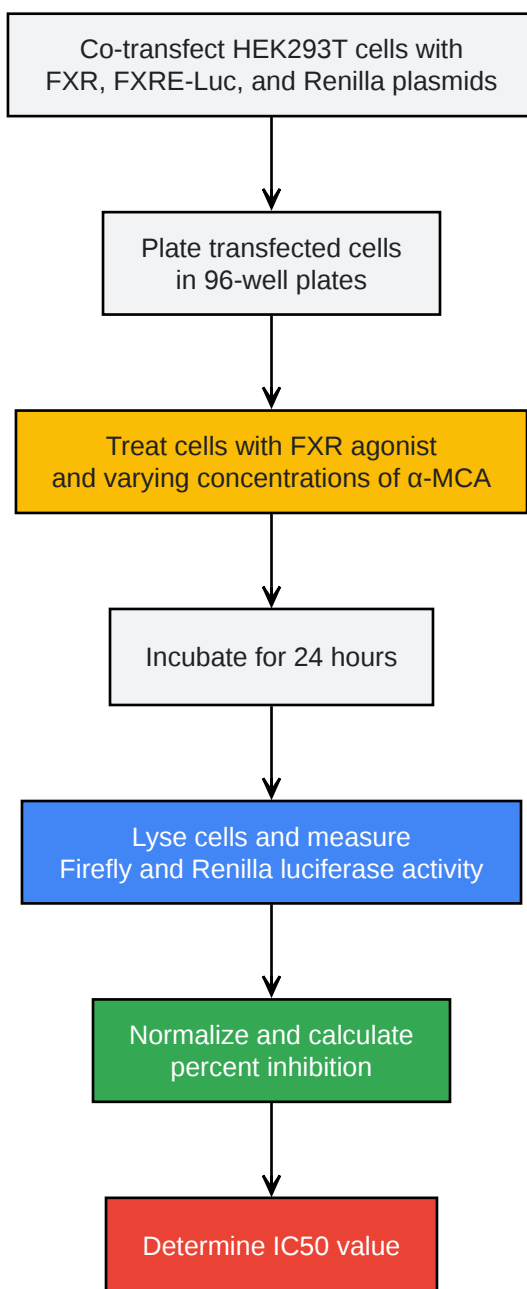 Co-transfect HEK293T cells with
FXR, FXRE-Luc, and Renilla plasmids
Plate transfected cells
in 96-well plates
Treat cells with FXR agonist
and varying concentrations of α-MCA
Incubate for 24 hours
Lyse cells and measure
Firefly and Renilla luciferase activity
Normalize and calculate
percent inhibition
Determine IC50 value